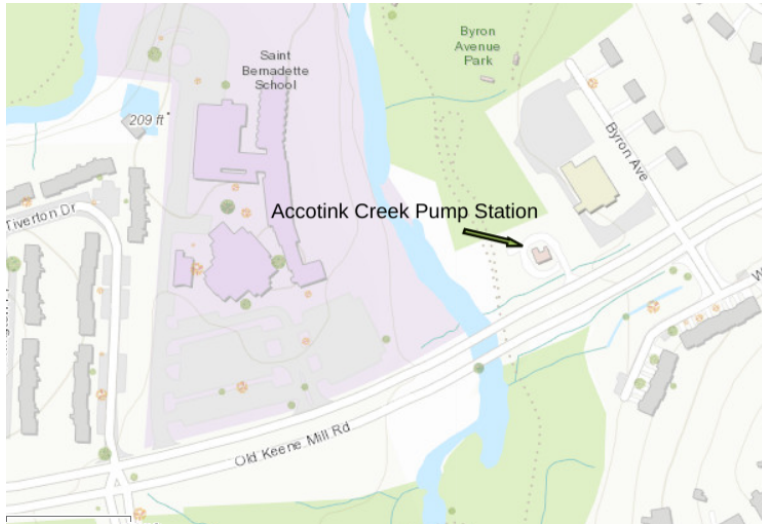 Saint
Bernadette
School
Byron
Avenue
Park
209 ft
Byron Ave
Tiverton Dr
Accotink Creek Pump Station
Old Keene Mill Rd
W